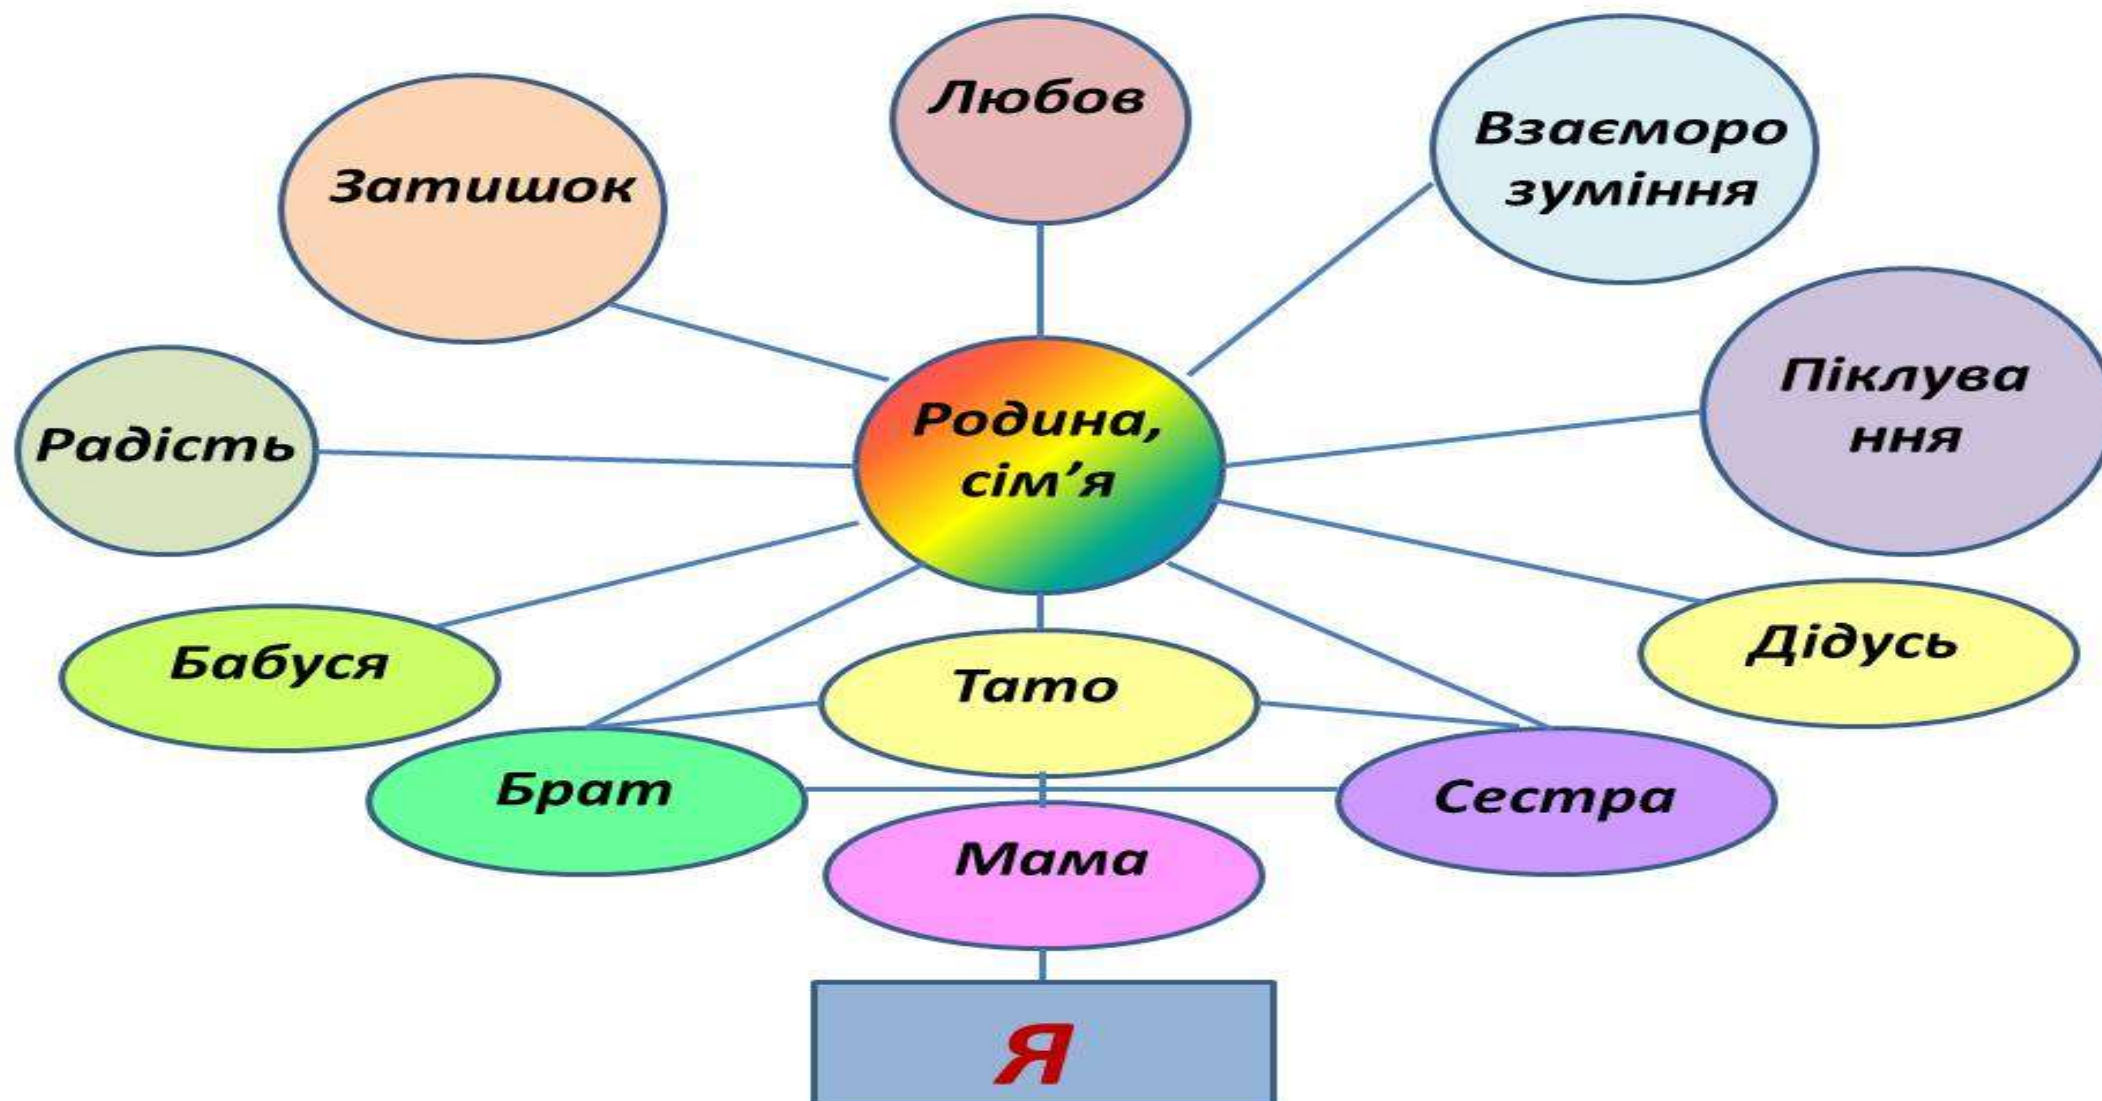 Любов
Взаєморо
зуміння
Затишок
Піклува
ння
Родина,
сім’я
Радість
Бабуся
Дідусь
Тато
Брат
Сестра
Мама
Я